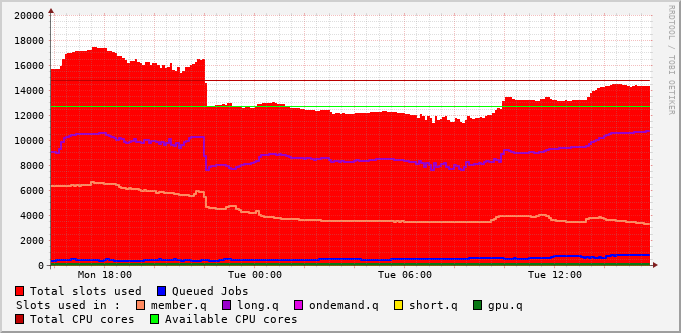 20000
18000
16000
14000
12000
10000
8000
6000
4000
2000
0
Mon 18:00 Tue 00:00 Tue 06:00 Tue 12:00
RRDTOOL / TOBI OETIKER
Total slots used Queued Jobs
Slots used in : member.q long.q ondemand.q short.q gpu.q
Total CPU cores Available CPU cores